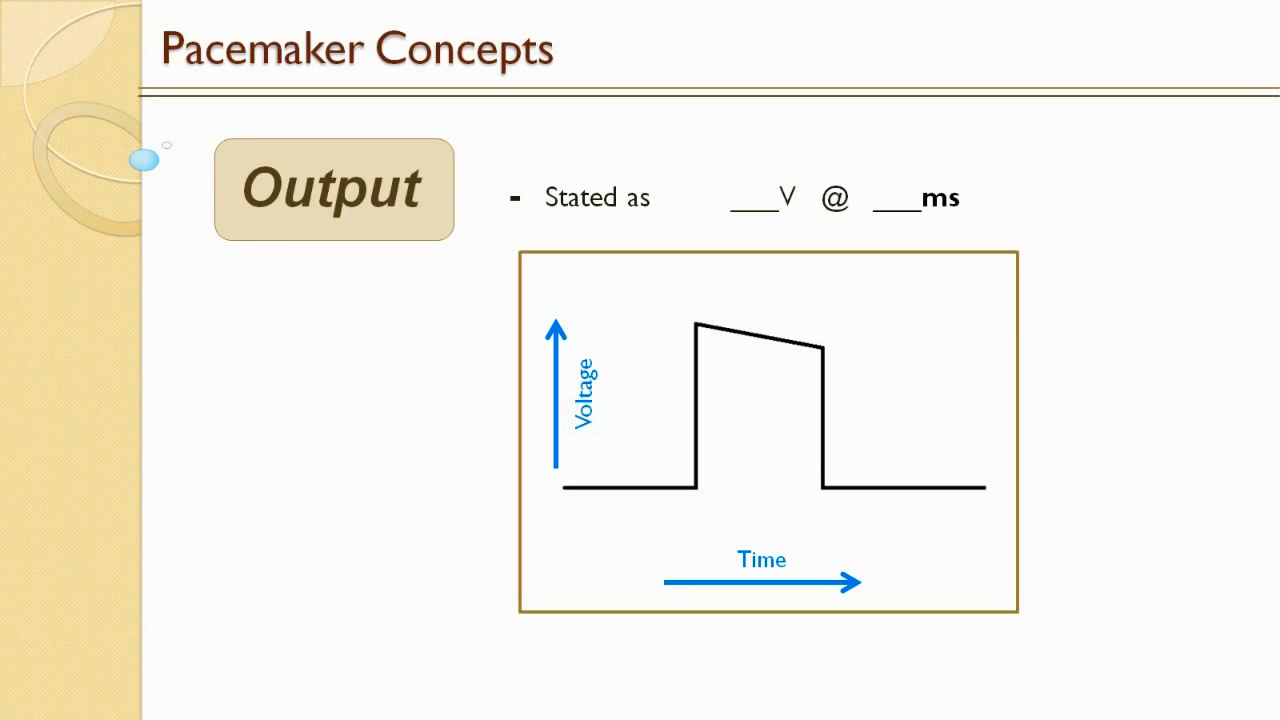 Pacemaker Concepts
Output
- Stated as ___V @ ___ms
Voltage
Time